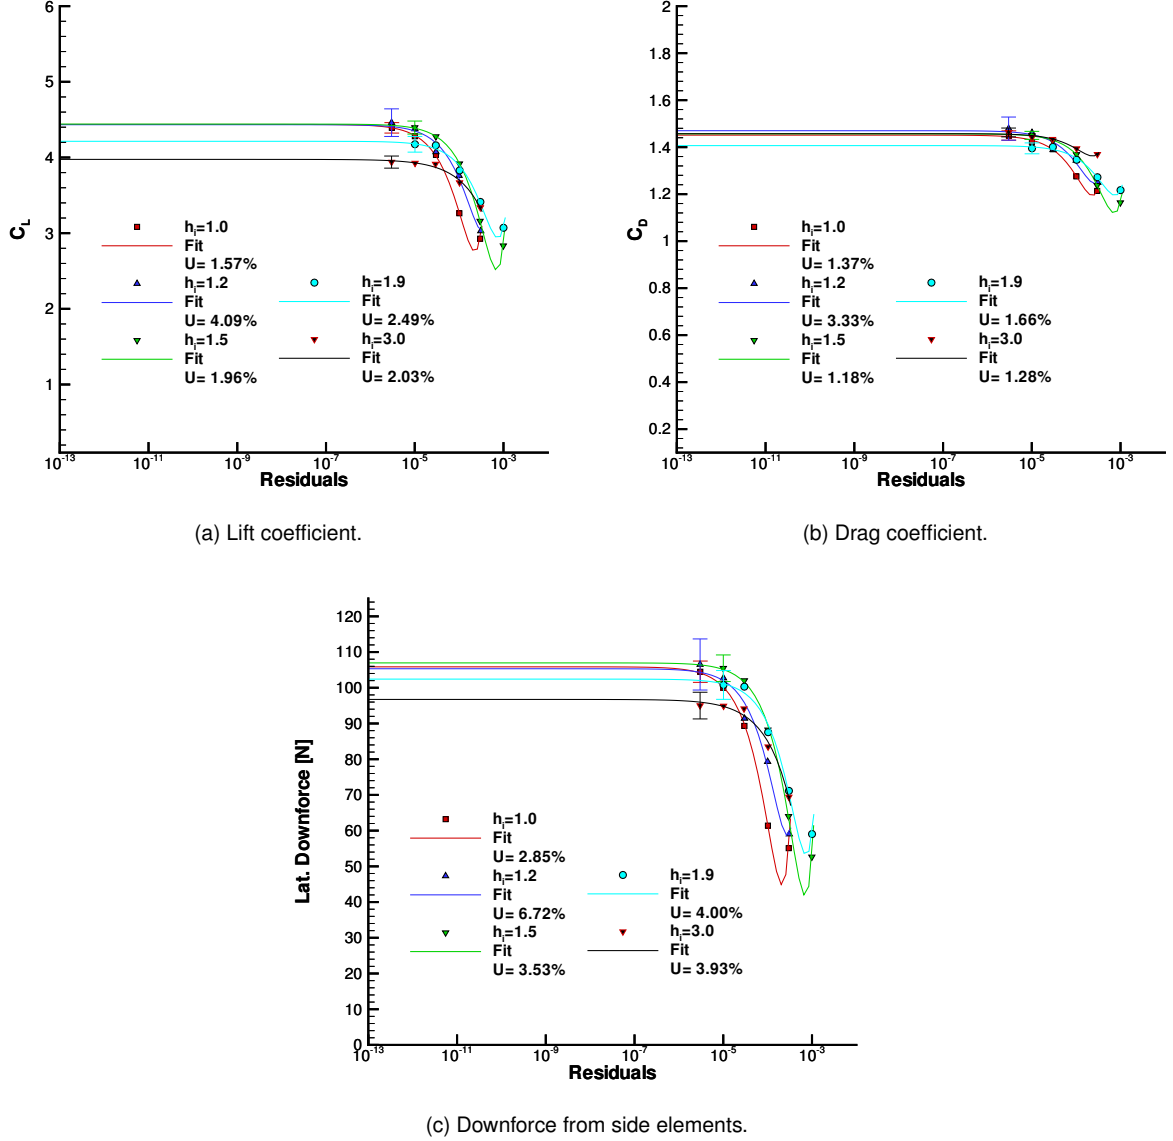 6
5
4
3
2
1
C_L
h_i=1.0
Fit
U= 1.57%
h_i=1.2
Fit
U= 4.09%
h_i=1.5
Fit
U= 1.96%
h_i=1.9
Fit
U= 2.49%
h_i=3.0
Fit
U= 2.03%
10^-13 10^-11 10^-9 10^-7 10^-5 10^-3
Residuals
(a) Lift coefficient.
2
1.8
1.6
1.4
1.2
1
0.8
0.6
0.4
0.2
C_D
h_i=1.0
Fit
U= 1.37%
h_i=1.2
Fit
U= 3.33%
h_i=1.5
Fit
U= 1.18%
h_i=1.9
Fit
U= 1.66%
h_i=3.0
Fit
U= 1.28%
10^-13 10^-11 10^-9 10^-7 10^-5 10^-3
Residuals
(b) Drag coefficient.
120
110
100
90
80
70
60
50
40
30
20
10
0
Lat. Downforce [N]
h_i=1.0
Fit
U= 2.85%
h_i=1.2
Fit
U= 6.72%
h_i=1.5
Fit
U= 3.53%
h_i=1.9
Fit
U= 4.00%
h_i=3.0
Fit
U= 3.93%
10^-13 10^-11 10^-9 10^-7 10^-5 10^-3
Residuals
(c) Downforce from side elements.